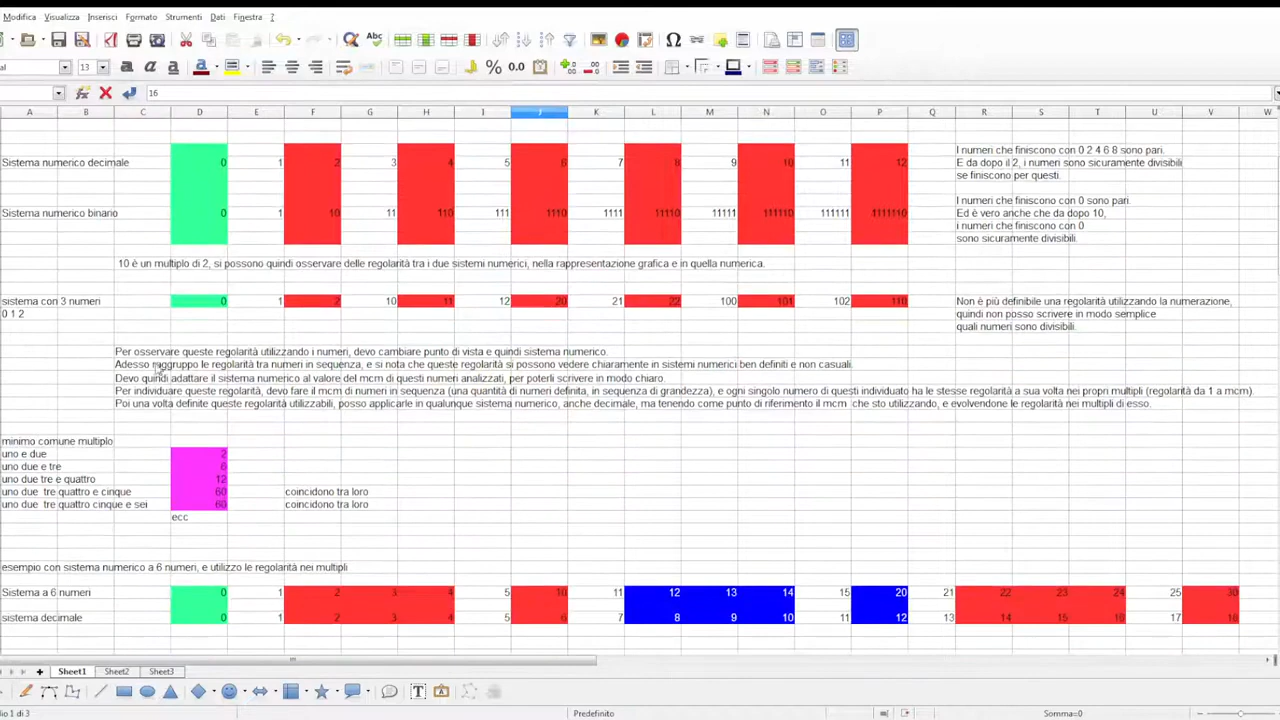 Modifica Visualizza Inserisci Formato Strumenti Dati Finestra ?
13
16
A B C D E F G H I J K L M N O P Q R S T U V W
I numeri che finiscono con 0 2 4 6 8 sono pari.
Sistema numerico decimale 0 1 2 3 4 5 6 7 8 9 10 11 12 E da dopo il 2, i numeri sono sicuramente divisibili
se finiscono per questi.
I numeri che finiscono con 0 sono pari.
Sistema numerico binario 0 1 10 11 110 111 1110 1111 11110 11111 111110 111111 1111110 Ed è vero anche che da dopo 10,
i numeri che finiscono con 0
sono sicuramente divisibili.
10 è un multiplo di 2, si possono quindi osservare delle regolarità tra i due sistemi numerici, nella rappresentazione grafica e in quella numerica.
sistema con 3 numeri 0 1 2 10 11 12 20 21 22 100 101 102 110 Non è più definibile una regolarità utilizzando la numerazione,
0 1 2 quindi non posso scrivere in modo semplice
quali numeri sono divisibili.
Per osservare queste regolarità utilizzando i numeri, devo cambiare punto di vista e quindi sistema numerico.
Adesso raggruppo le regolarità tra numeri in sequenza, e si nota che queste regolarità si possono vedere chiaramente in sistemi numerici ben definiti e non casuali.
Devo quindi adattare il sistema numerico al valore del mcm di questi numeri analizzati, per poterli scrivere in modo chiaro.
Per individuare queste regolarità, devo fare il mcm di numeri in sequenza (una quantità di numeri definita, in sequenza di grandezza), e ogni singolo numero di questi individuato ha le stesse regolarità a sua volta nei propri multipli (regolarità da 1 a mcm).
Poi una volta definite queste regolarità utilizzabili, posso applicarle in qualunque sistema numerico, anche decimale, ma tenendo come punto di riferimento il mcm che sto utilizzando, e evolvendone le regolarità nei multipli di esso.
minimo comune multiplo
uno e due 2
uno due e tre 6
uno due tre e quattro 12
uno due tre quattro e cinque 60 coincidono tra loro
uno due tre quattro cinque e sei 60 coincidono tra loro
ecc
esempio con sistema numerico a 6 numeri, e utilizzo le regolarità nei multipli
Sistema a 6 numeri 0 1 2 3 4 5 10 11 12 13 14 15 20 21 22 23 24 25 30
sistema decimale 0 1 2 3 4 5 6 7 8 9 10 11 12 13 14 15 16 17 18
Sheet1 Sheet2 Sheet3
lio 1 di 3 Predefinito Somma=0